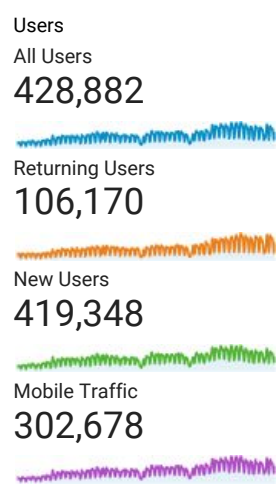 Users
All Users
428,882
Returning Users
106,170
New Users
419,348
Mobile Traffic
302,678